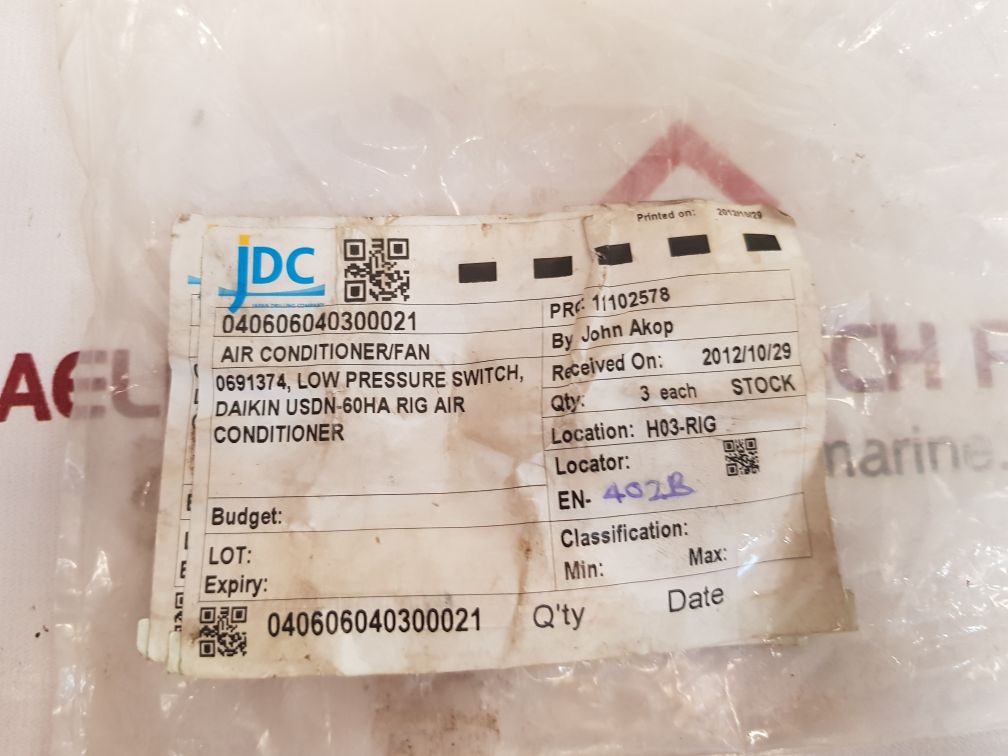 Printed on: 2012/10/29
JDC
JAPAN DRILLING COMPANY
040606040300021
AIR CONDITIONER/FAN
0691374, LOW PRESSURE SWITCH,
DAIKIN USDN-60HA RIG AIR
CONDITIONER
Budget:
LOT:
Expiry:
PRC: 11102578
By John Akop
Received On: 2012/10/29
Qty: 3 each STOCK
Location: H03-RIG
Locator:
EN- 402B
Classification:
Min: Max:
040606040300021 Q'ty Date
marine.